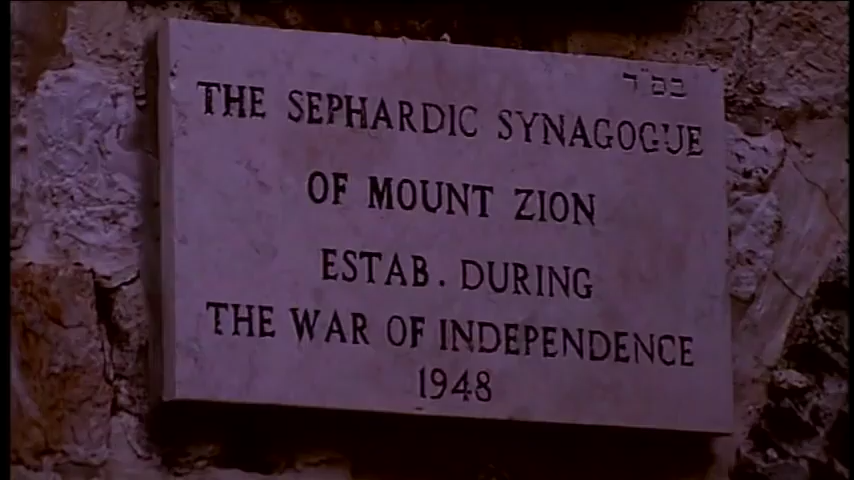 בס"ד
THE SEPHARDIC SYNAGOGUE
OF MOUNT ZION
ESTAB. DURING
THE WAR OF INDEPENDENCE
1948